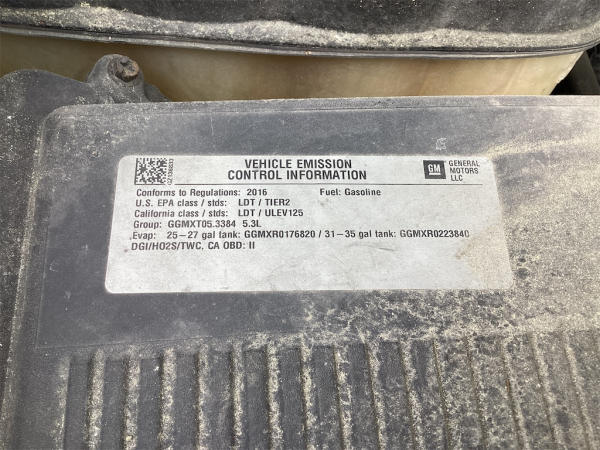 VEHICLE EMISSION
CONTROL INFORMATION
GM
GENERAL
MOTORS
LLC
Conforms to Regulations: 2016 Fuel: Gasoline
U.S. EPA class / stds: LDT / TIER2
California class / stds: LDT / ULEV125
Group: GGMXT05.3384 5.3L
Evap: 25–27 gal tank: GGMXR0176820 / 31–35 gal tank: GGMXR0223840
DGI/HO2S/TWC, CA OBD: II